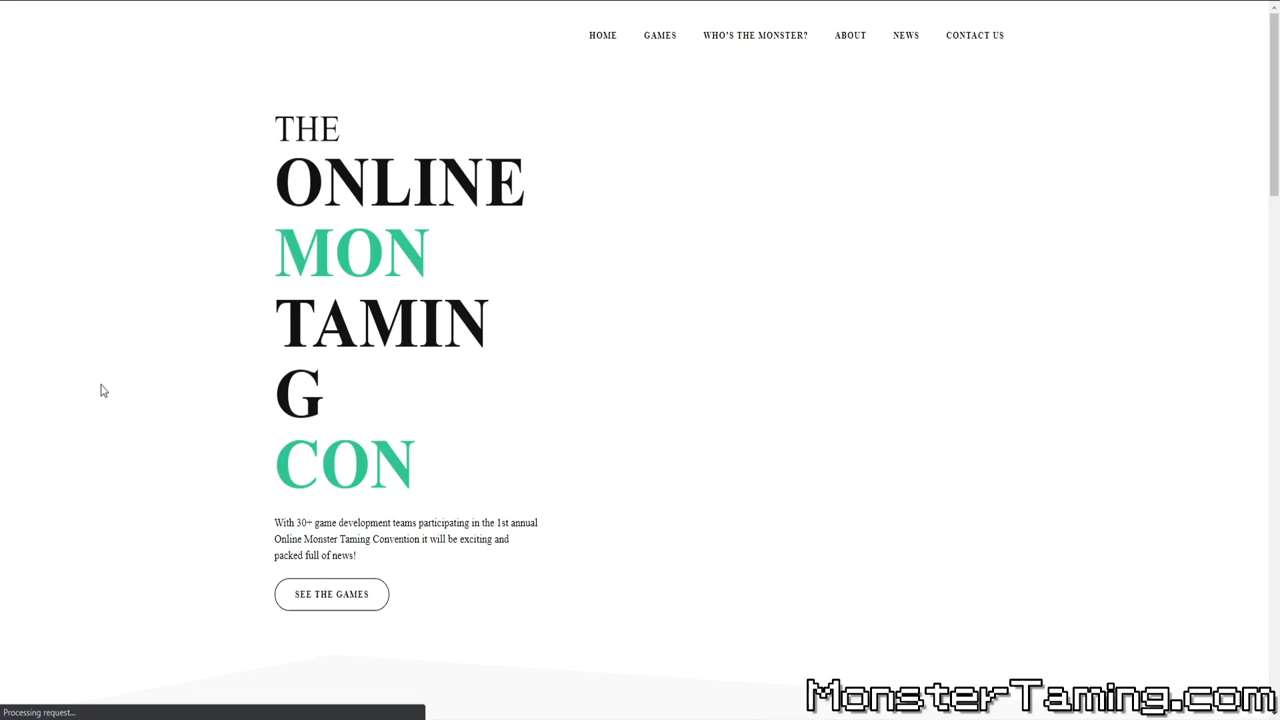 HOME GAMES WHO'S THE MONSTER? ABOUT NEWS CONTACT US
THE
ONLINE
MON
TAMIN
G
CON
With 30+ game development teams participating in the 1st annual
Online Monster Taming Convention it will be exciting and
packed full of news!
SEE THE GAMES
MonsterTaming.com
Processing request...